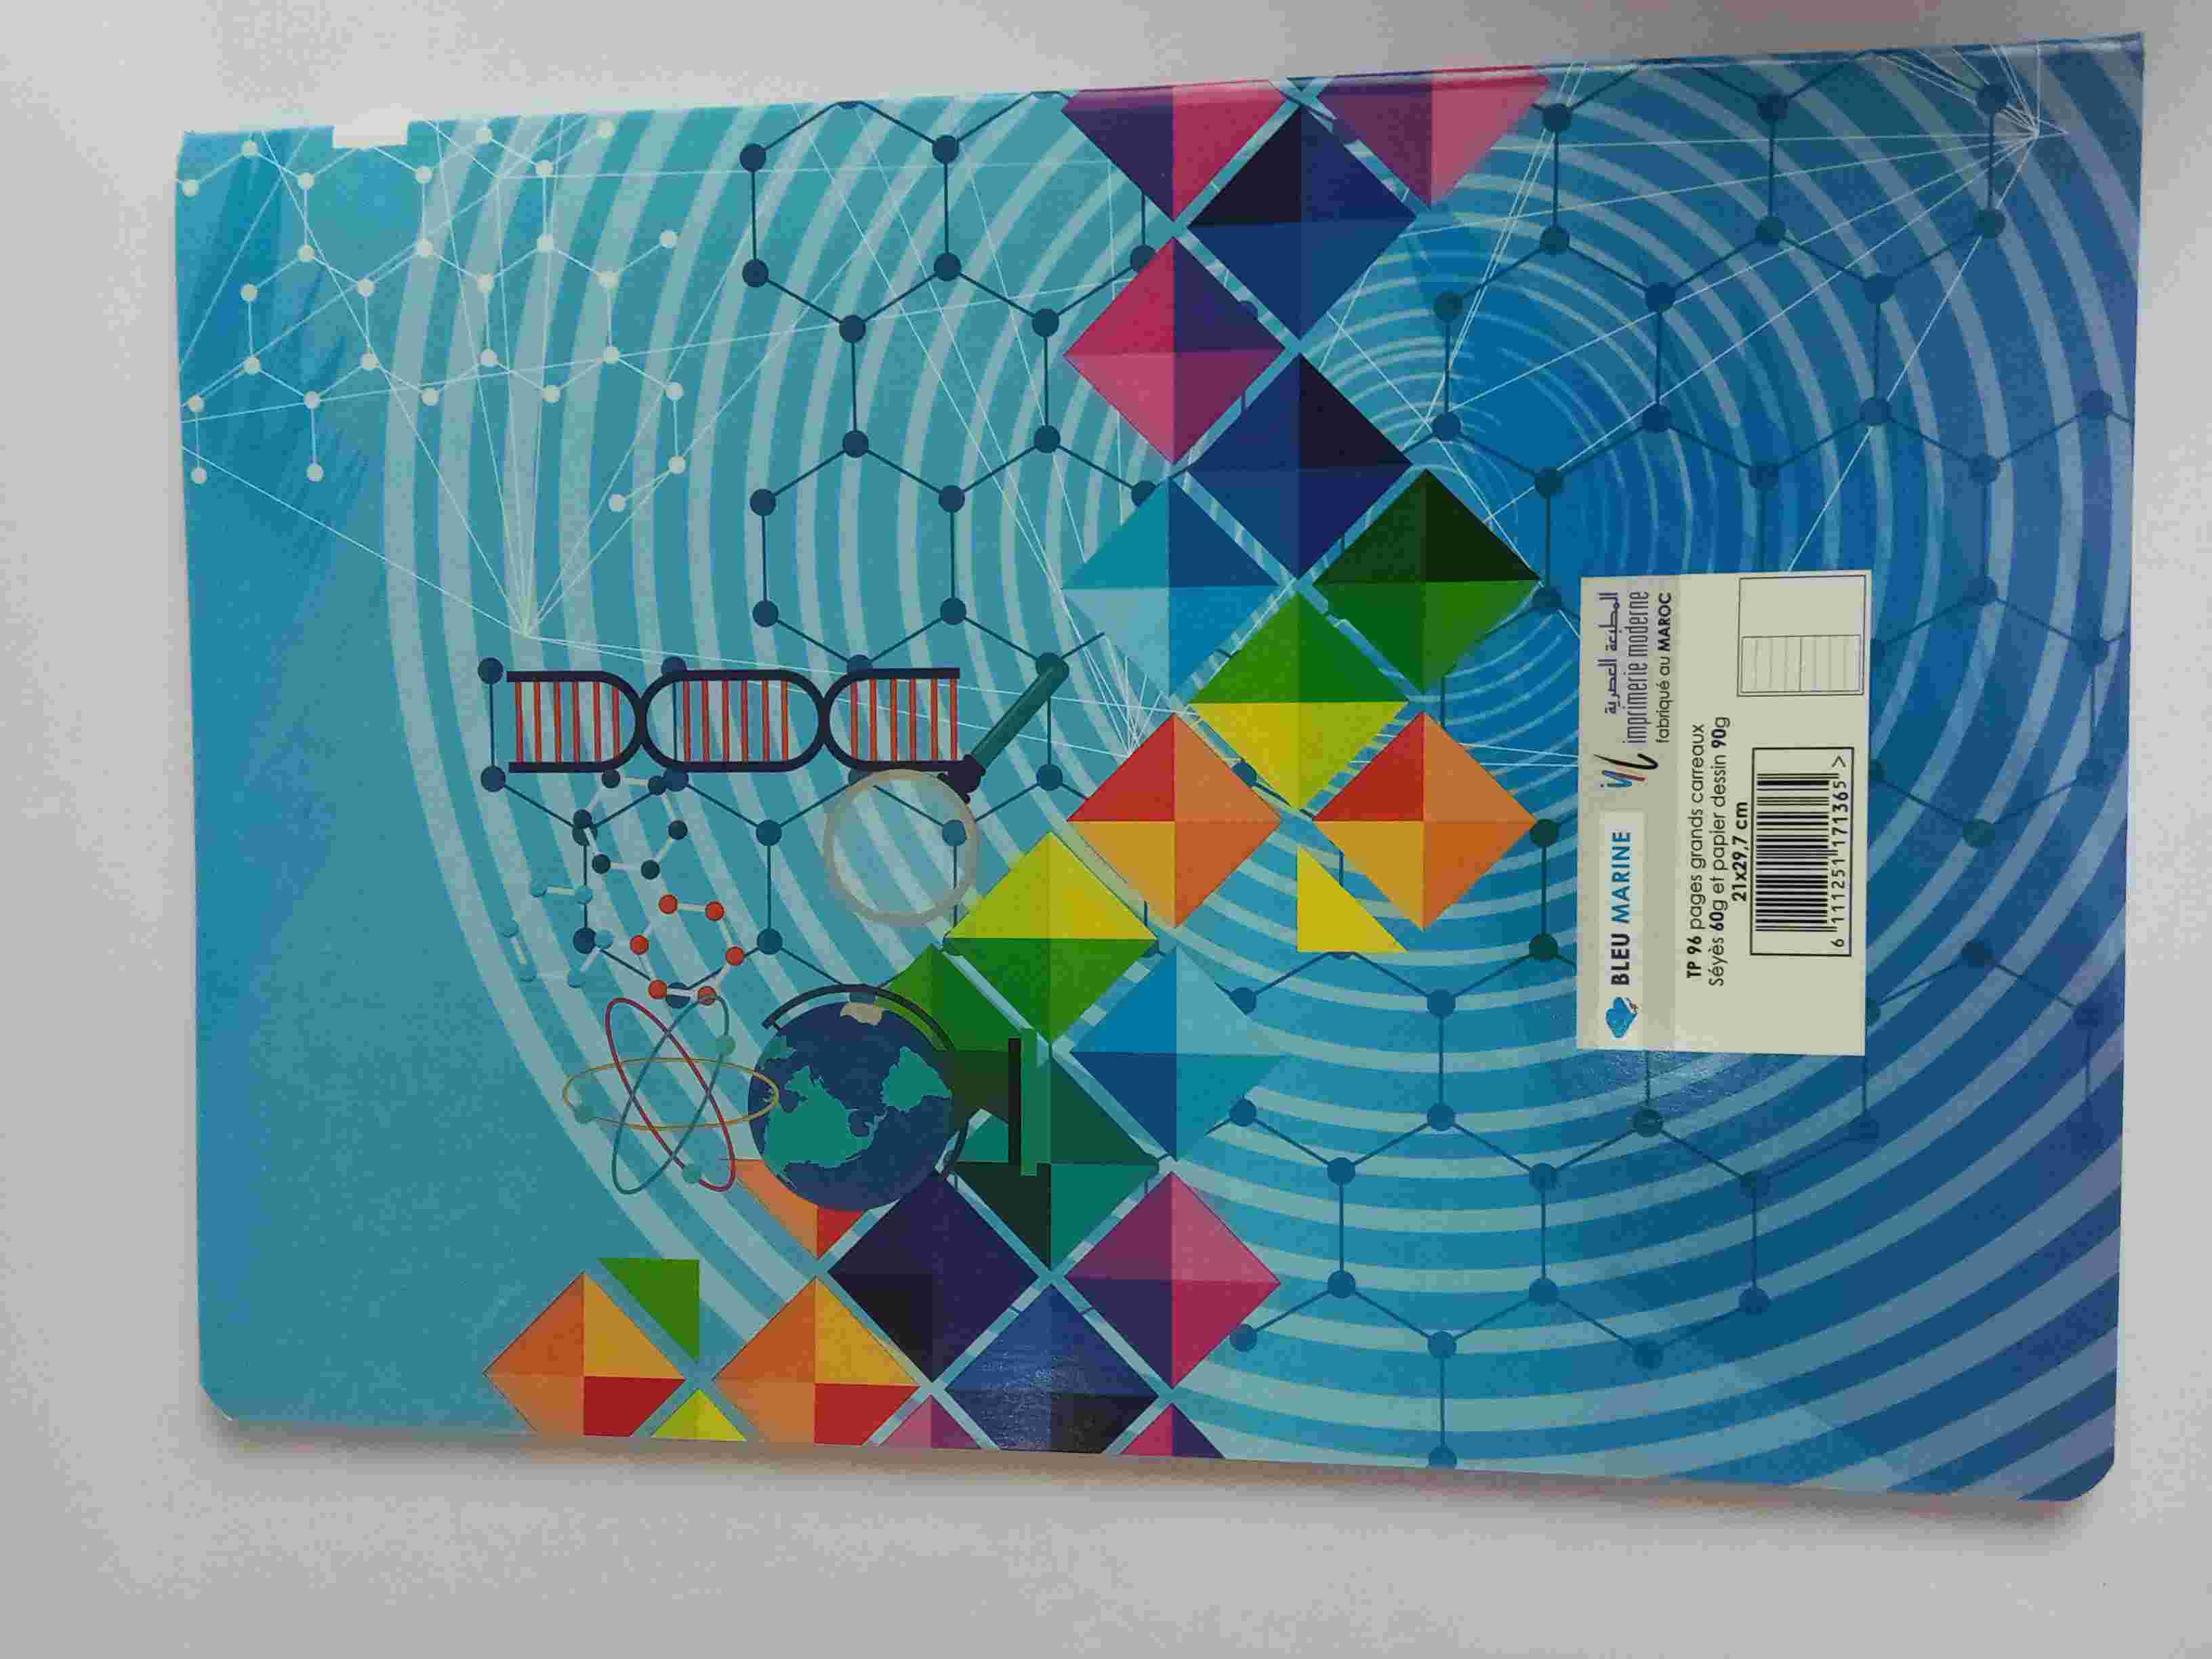 BLEU MARINE
المطبعة العصرية
imprimerie moderne
fabriqué au MAROC
TP 96 pages grands carreaux
Séyès 60g et papier dessin 90g
21x29,7 cm
6 111251 171365 >